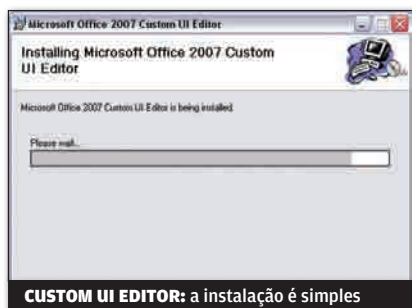 Microsoft Office 2007 Custom UI Editor
Installing Microsoft Office 2007 Custom
UI Editor
Microsoft Office 2007 Custom UI Editor is being installed.
Please wait...
CUSTOM UI EDITOR: a instalação é simples